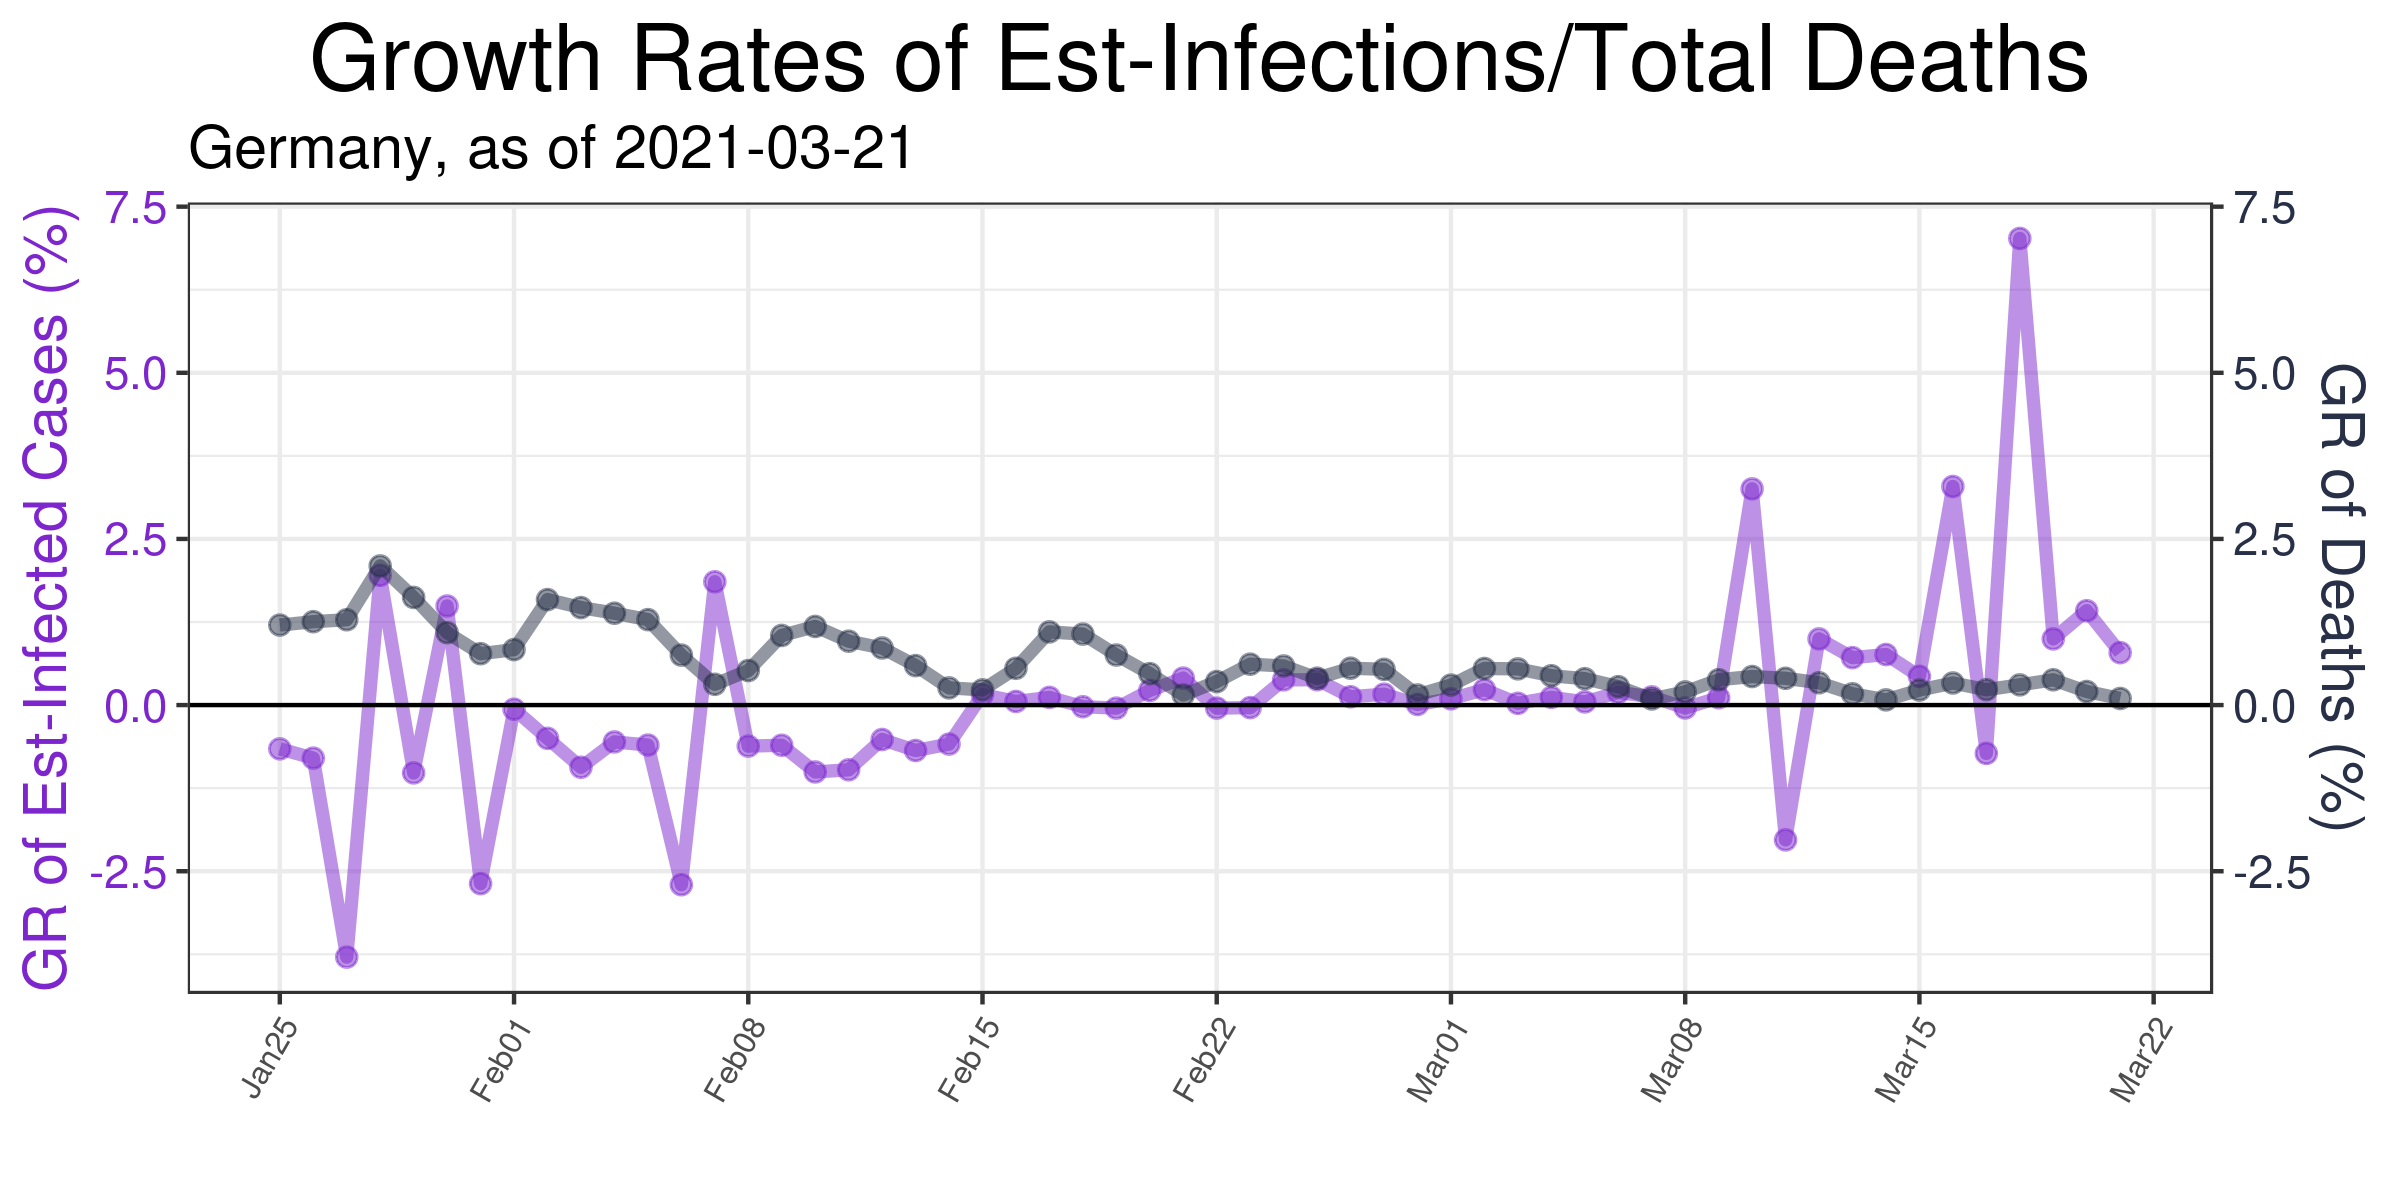 Growth Rates of Est-Infections/Total Deaths
Germany, as of 2021-03-21
GR of Est-Infected Cases (%)
7.5
5.0
2.5
0.0
-2.5
7.5
5.0
2.5
0.0
-2.5
GR of Deaths (%)
Jan25
Feb01
Feb08
Feb15
Feb22
Mar01
Mar08
Mar15
Mar22